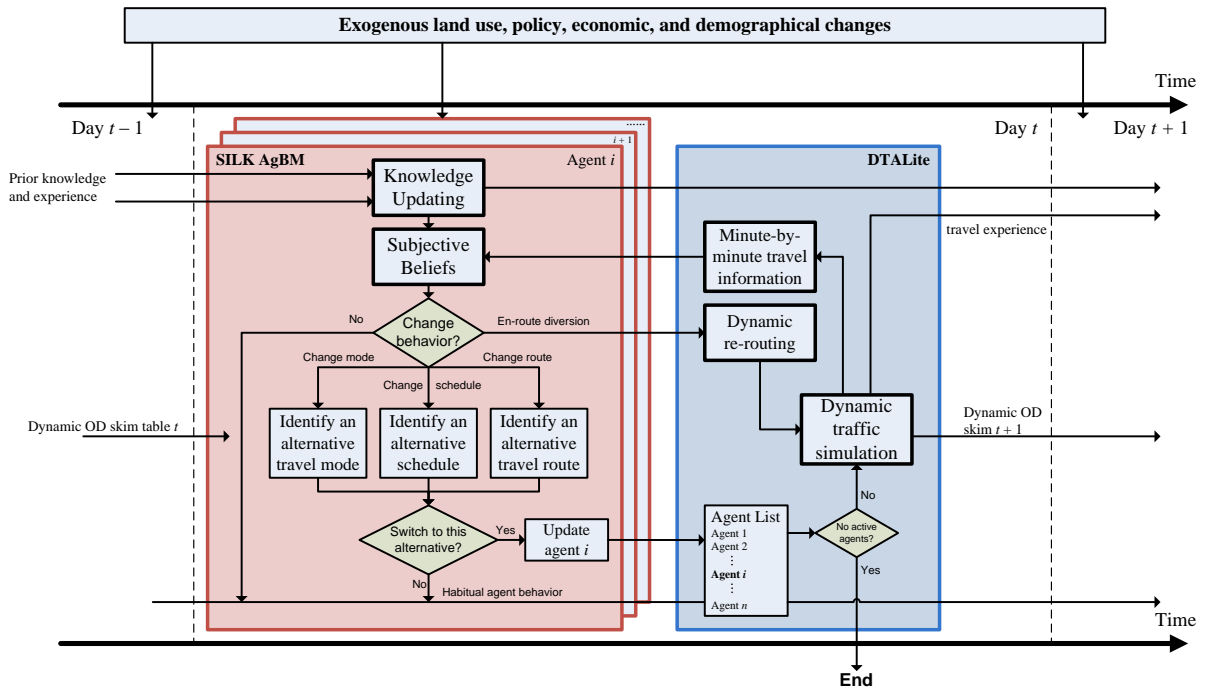 Exogenous land use, policy, economic, and demographical changes
Time
Day t – 1
Day t
Day t + 1
......
i + 1
SILK AgBM
Agent i
DTALite
Prior knowledge
and experience
Knowledge
Updating
Subjective
Beliefs
Minute-by-
minute travel
information
travel experience
No
Change
behavior?
En-route diversion
Dynamic
re-routing
Change mode
Change schedule
Change route
Identify an
alternative
travel mode
Identify an
alternative
schedule
Identify an
alternative
travel route
Dynamic OD skim table t
Dynamic
traffic
simulation
Dynamic OD
skim t + 1
Switch to this
alternative?
Yes
Update
agent i
No
Habitual agent behavior
Agent List
Agent 1
Agent 2
⋮
Agent i
⋮
Agent n
No
No active
agents?
Yes
Time
End